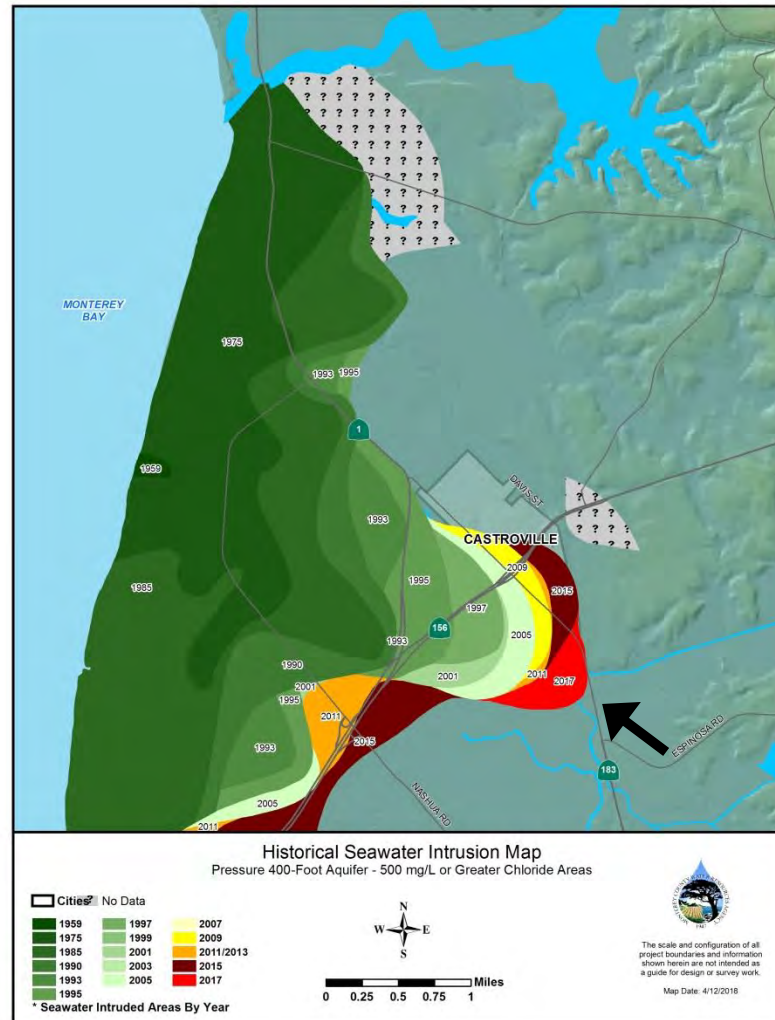 MONTEREY
BAY
1975
1993
1995
1
1959
DAVIS ST.
1993
CASTROVILLE
2009
1985
1995
2015
1997
156
2005
1993
1990
2001
2001
2011
2017
1995
2011
2015
1993
ESPINOSA RD
183
2005
NASHUA RD
2011
Historical Seawater Intrusion Map
Pressure 400-Foot Aquifer - 500 mg/L or Greater Chloride Areas
Cities ? No Data
1959 1997 2007
1975 1999 2009
1985 2001 2011/2013
1990 2003 2015
1993 2005 2017
1995
* Seawater Intruded Areas By Year
N
W E
S
Miles
0 0.25 0.5 0.75 1
The scale and configuration of all
project boundaries and information
shown herein are not intended as
a guide for design or survey work.
Map Date: 4/12/2018